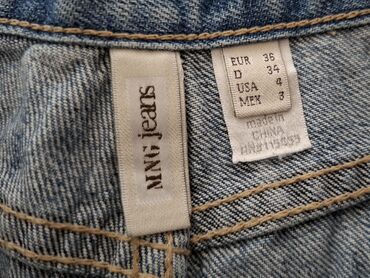 MNG jeans
EUR 36
D 34
USA 4
MEX 3
made in
CHINA